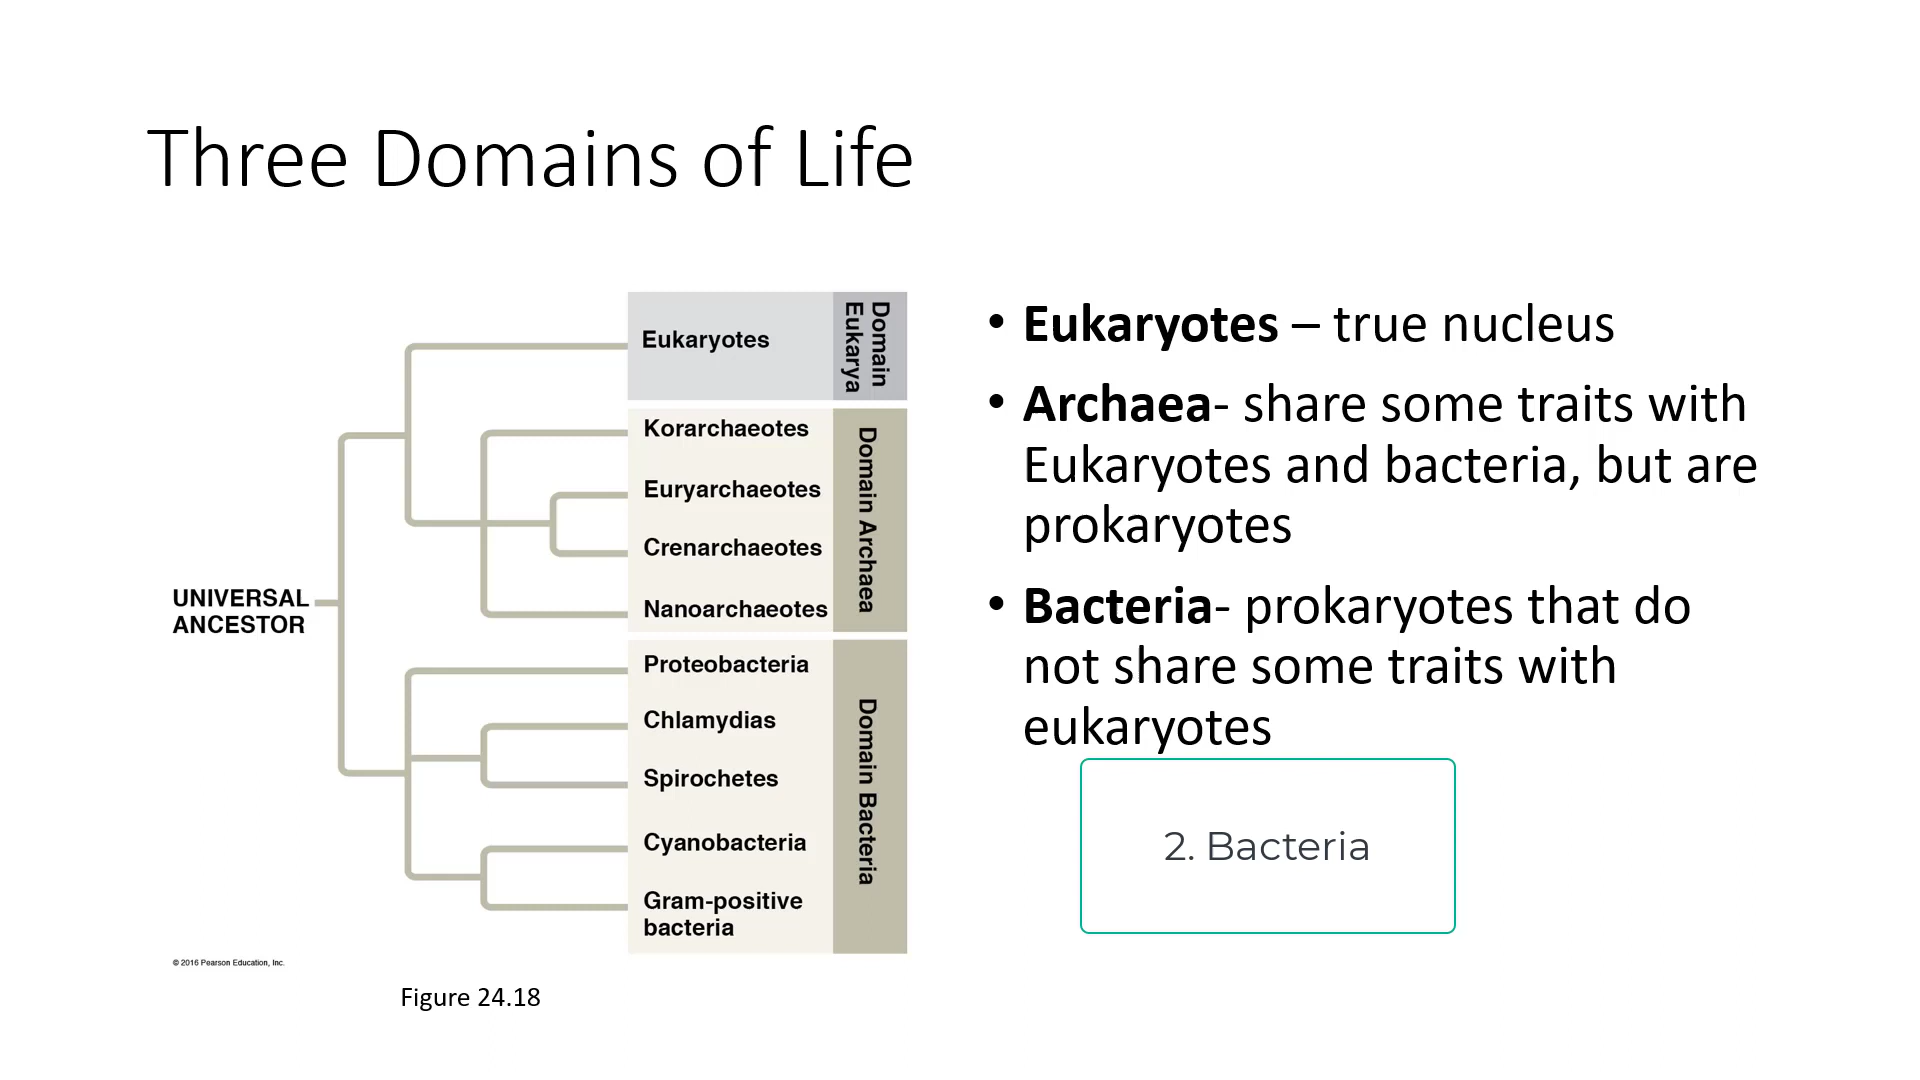 Three Domains of Life
Eukaryotes
Domain
Eukarya
Korarchaeotes
Euryarchaeotes
Crenarchaeotes
Nanoarchaeotes
Domain Archaea
UNIVERSAL
ANCESTOR
Proteobacteria
Chlamydias
Spirochetes
Cyanobacteria
Gram-positive
bacteria
Domain Bacteria
© 2016 Pearson Education, Inc.
Figure 24.18
• Eukaryotes – true nucleus
• Archaea- share some traits with
Eukaryotes and bacteria, but are
prokaryotes
• Bacteria- prokaryotes that do
not share some traits with
eukaryotes
2. Bacteria